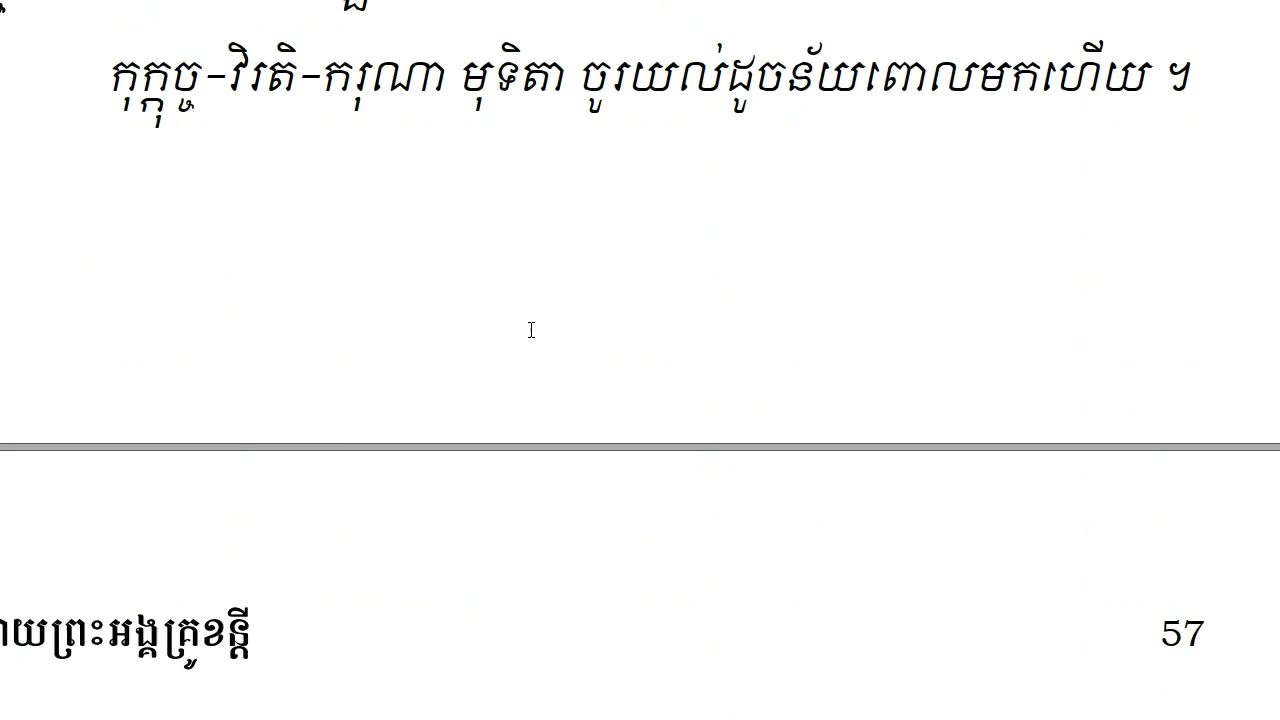 កុក្កុច្ច-វិរតិ-ករុណា មុទិតា ចូរយល់ដូចន័យពោលមកហើយ ។
យព្រះអង្គគ្រូខន្តី
57